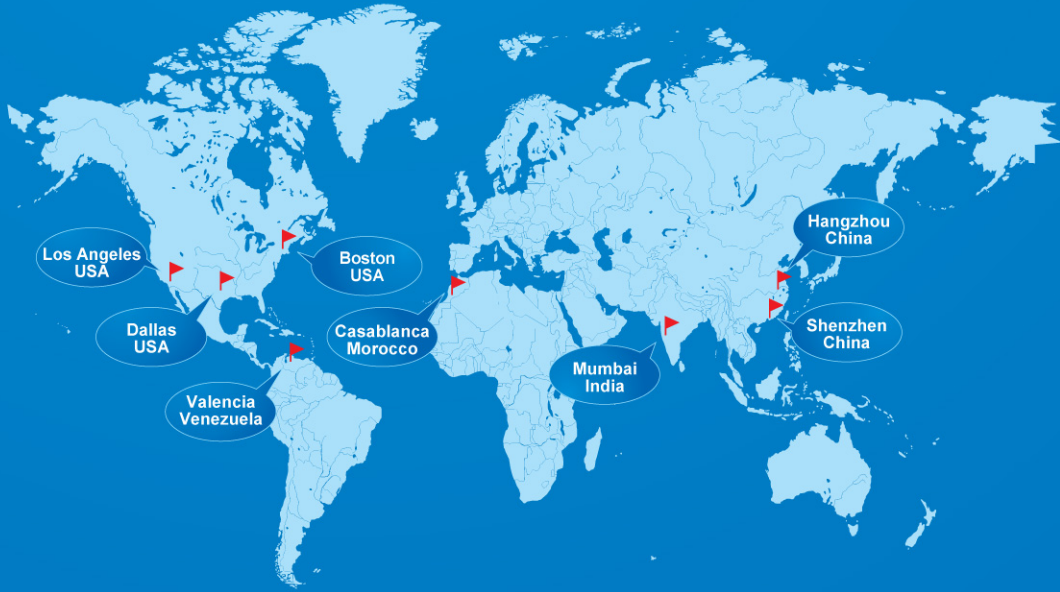 Los Angeles
USA
Dallas
USA
Boston
USA
Valencia
Venezuela
Casablanca
Morocco
Mumbai
India
Hangzhou
China
Shenzhen
China